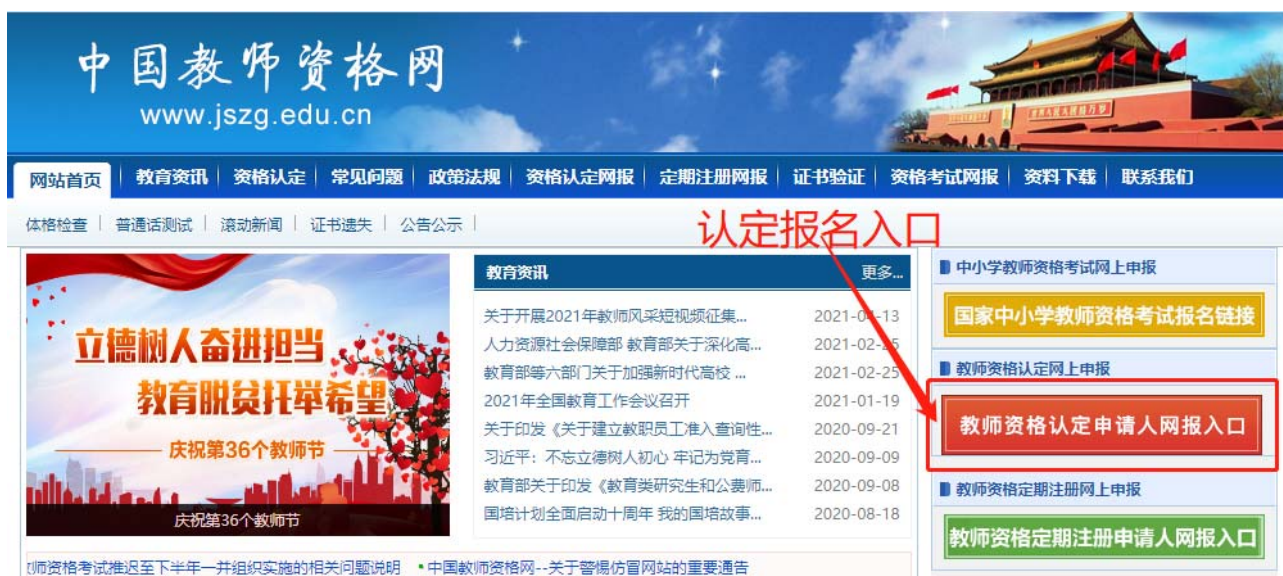 中国教师资格网
www.jszg.edu.cn
网站首页 教育资讯 资格认定 常见问题 政策法规 资格认定网报 定期注册网报 证书验证 资格考试网报 资料下载 联系我们
体格检查 普通话测试 滚动新闻 证书遗失 公告公示
认定报名入口
立德树人奋进担当
教育脱贫托举希望
庆祝第36个教师节
庆祝第36个教师节
教育资讯 更多...
关于开展2021年教师风采短视频征集... 2021-04-13
人力资源社会保障部 教育部关于深化高... 2021-02-25
教育部等六部门关于加强新时代高校 ... 2021-02-25
2021年全国教育工作会议召开 2021-01-19
关于印发《关于建立教职员工准入查询性... 2020-09-21
习近平：不忘立德树人初心 牢记为党育... 2020-09-09
教育部关于印发《教育类研究生和公费师... 2020-09-08
国培计划全面启动十周年 我的国培故事... 2020-08-18
中小学教师资格考试网上申报
国家中小学教师资格考试报名链接
教师资格认定网上申报
教师资格认定申请人网报入口
教师资格定期注册网上申报
教师资格定期注册申请人网报入口
师资格考试推迟至下半年一并组织实施的相关问题说明 •中国教师资格网--关于警惕仿冒网站的重要通告